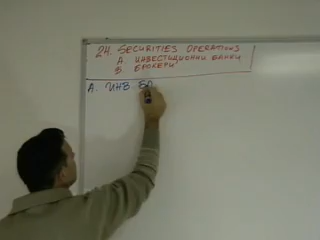 24. SECURITIES OPERATIONS
А ИНВЕСТИЦИОННИ БАНКИ
Б БРОКЕРИ
А. ИНВ БА